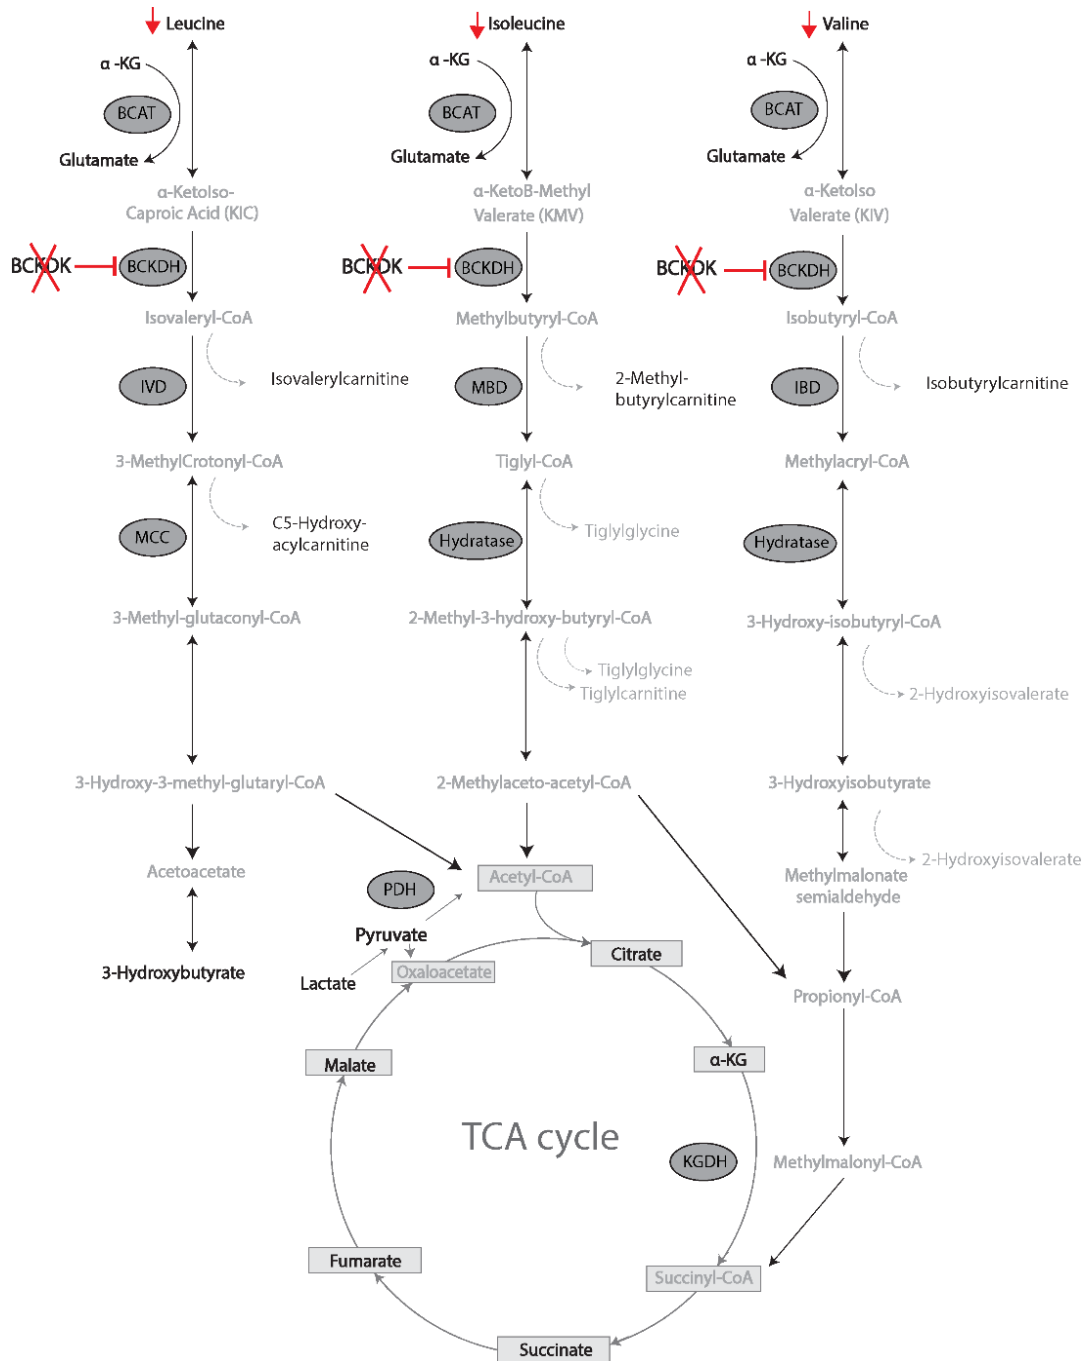 Leucine
Isoleucine
Valine
α -KG
α -KG
α -KG
BCAT
BCAT
BCAT
Glutamate
Glutamate
Glutamate
α-KetoIso-
Caproic Acid (KIC)
α-KetoB-Methyl
Valerate (KMV)
α-KetoIso
Valerate (KIV)
BCKDK
BCKDH
BCKDK
BCKDH
BCKDK
BCKDH
Isovaleryl-CoA
Methylbutyryl-CoA
Isobutyryl-CoA
IVD
Isovalerylcarnitine
MBD
2-Methyl-
butyrylcarnitine
IBD
Isobutyrylcarnitine
3-MethylCrotonyl-CoA
Tiglyl-CoA
Methylacryl-CoA
MCC
C5-Hydroxy-
acylcarnitine
Hydratase
Tiglylglycine
Hydratase
3-Methyl-glutaconyl-CoA
2-Methyl-3-hydroxy-butyryl-CoA
3-Hydroxy-isobutyryl-CoA
Tiglylglycine
Tiglylcarnitine
2-Hydroxyisovalerate
3-Hydroxy-3-methyl-glutaryl-CoA
2-Methylaceto-acetyl-CoA
3-Hydroxyisobutyrate
2-Hydroxyisovalerate
Acetoacetate
Acetyl-CoA
Methylmalonate
semialdehyde
PDH
Pyruvate
3-Hydroxybutyrate
Lactate
Oxaloacetate
Citrate
Propionyl-CoA
Malate
α-KG
TCA cycle
KGDH
Methylmalonyl-CoA
Fumarate
Succinyl-CoA
Succinate